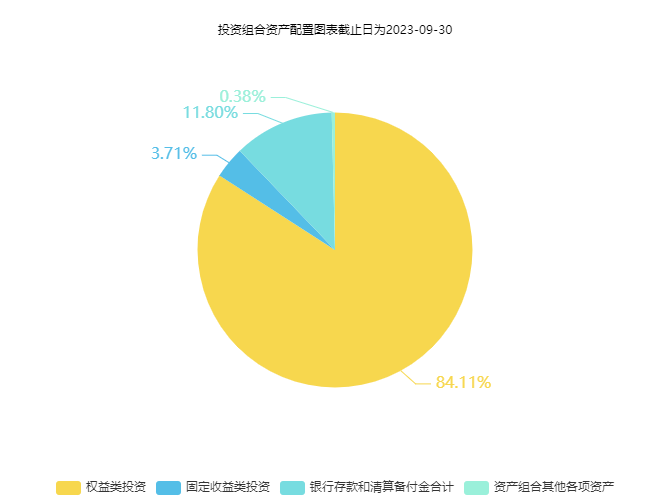 投资组合资产配置图表截止日为2023-09-30
0.38%
11.80%
3.71%
84.11%
权益类投资 固定收益类投资 银行存款和清算备付金合计 资产组合其他各项资产